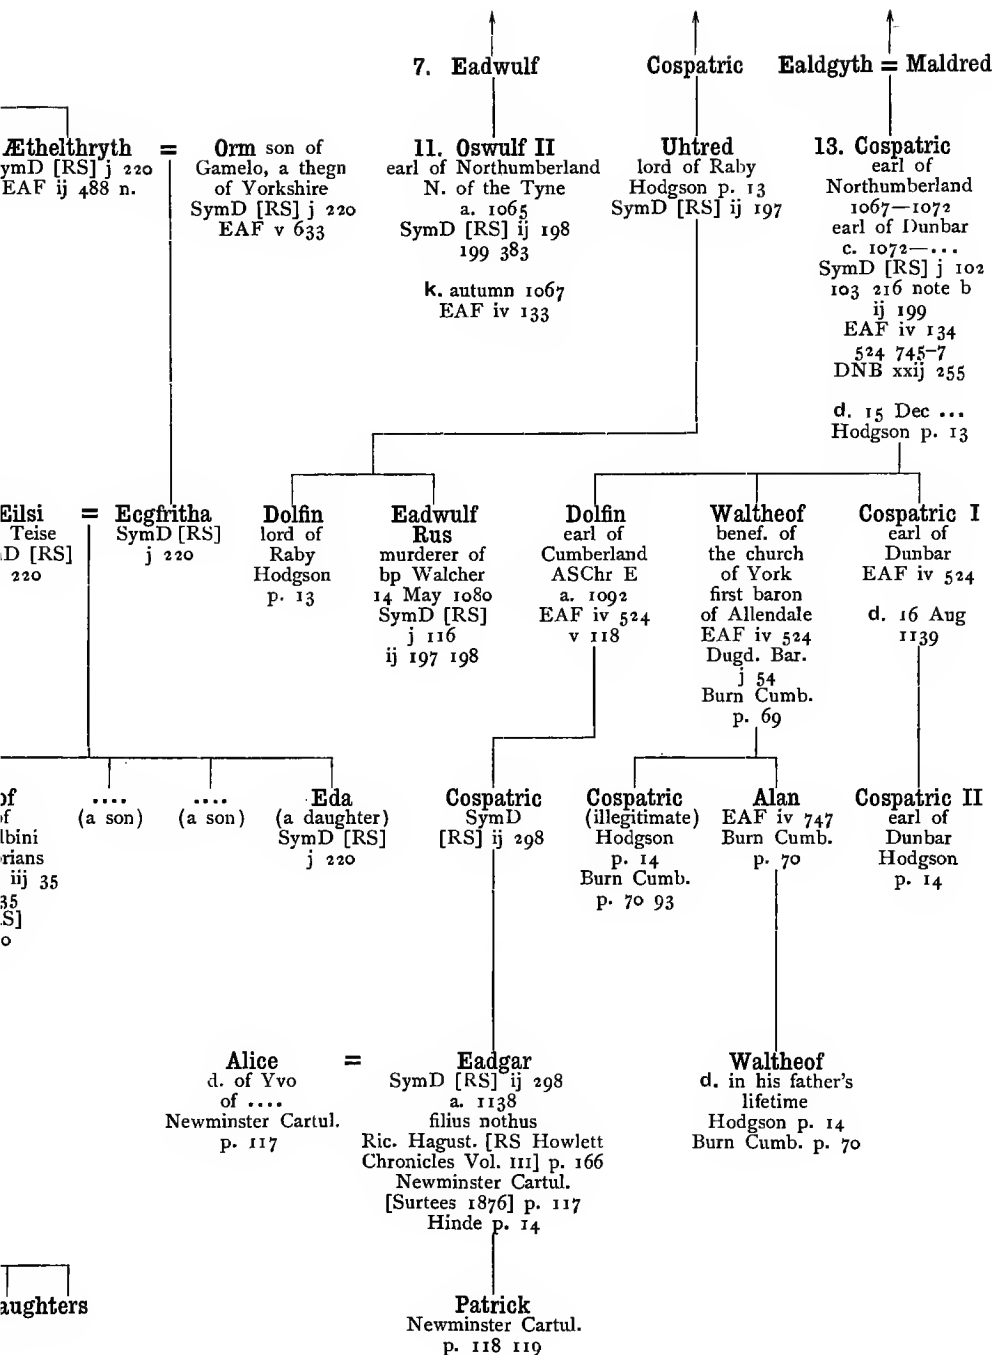 7. Eadwulf
Cospatric
Ealdgyth = Maldred
Æthelthryth
ymD [RS] j 220
EAF ij 488 n.
=
Orm son of
Gamelo, a thegn
of Yorkshire
SymD [RS] j 220
EAF v 633
11. Oswulf II
earl of Northumberland
N. of the Tyne
a. 1065
SymD [RS] ij 198
199 383
k. autumn 1067
EAF iv 133
Uhtred
lord of Raby
Hodgson p. 13
SymD [RS] ij 197
13. Cospatric
earl of
Northumberland
1067—1072
earl of Dunbar
c. 1072—...
SymD [RS] j 102
103 216 note b
ij 199
EAF iv 134
524 745-7
DNB xxij 255
d. 15 Dec ...
Hodgson p. 13
Eilsi
Teise
D [RS]
220
=
Ecgfritha
SymD [RS]
j 220
Dolfin
lord of
Raby
Hodgson
p. 13
Eadwulf
Rus
murderer of
bp Walcher
14 May 1080
SymD [RS]
j 116
ij 197 198
Dolfin
earl of
Cumberland
ASChr E
a. 1092
EAF iv 524
v 118
Waltheof
benef. of
the church
of York
first baron
of Allendale
EAF iv 524
Dugd. Bar.
j 54
Burn Cumb.
p. 69
Cospatric I
earl of
Dunbar
EAF iv 524
d. 16 Aug
1139
of
of
lbini
rians
iij 35
35
S]
0
....
(a son)
....
(a son)
Eda
(a daughter)
SymD [RS]
j 220
Cospatric
SymD
[RS] ij 298
Cospatric
(illegitimate)
Hodgson
p. 14
Burn Cumb.
p. 70 93
Alan
EAF iv 747
Burn Cumb.
p. 70
Cospatric II
earl of
Dunbar
Hodgson
p. 14
Alice
d. of Yvo
of ....
Newminster Cartul.
p. 117
=
Eadgar
SymD [RS] ij 298
a. 1138
filius nothus
Ric. Hagust. [RS Howlett
Chronicles Vol. III] p. 166
Newminster Cartul.
[Surtees 1876] p. 117
Hinde p. 14
Waltheof
d. in his father's
lifetime
Hodgson p. 14
Burn Cumb. p. 70
aughters
Patrick
Newminster Cartul.
p. 118 119